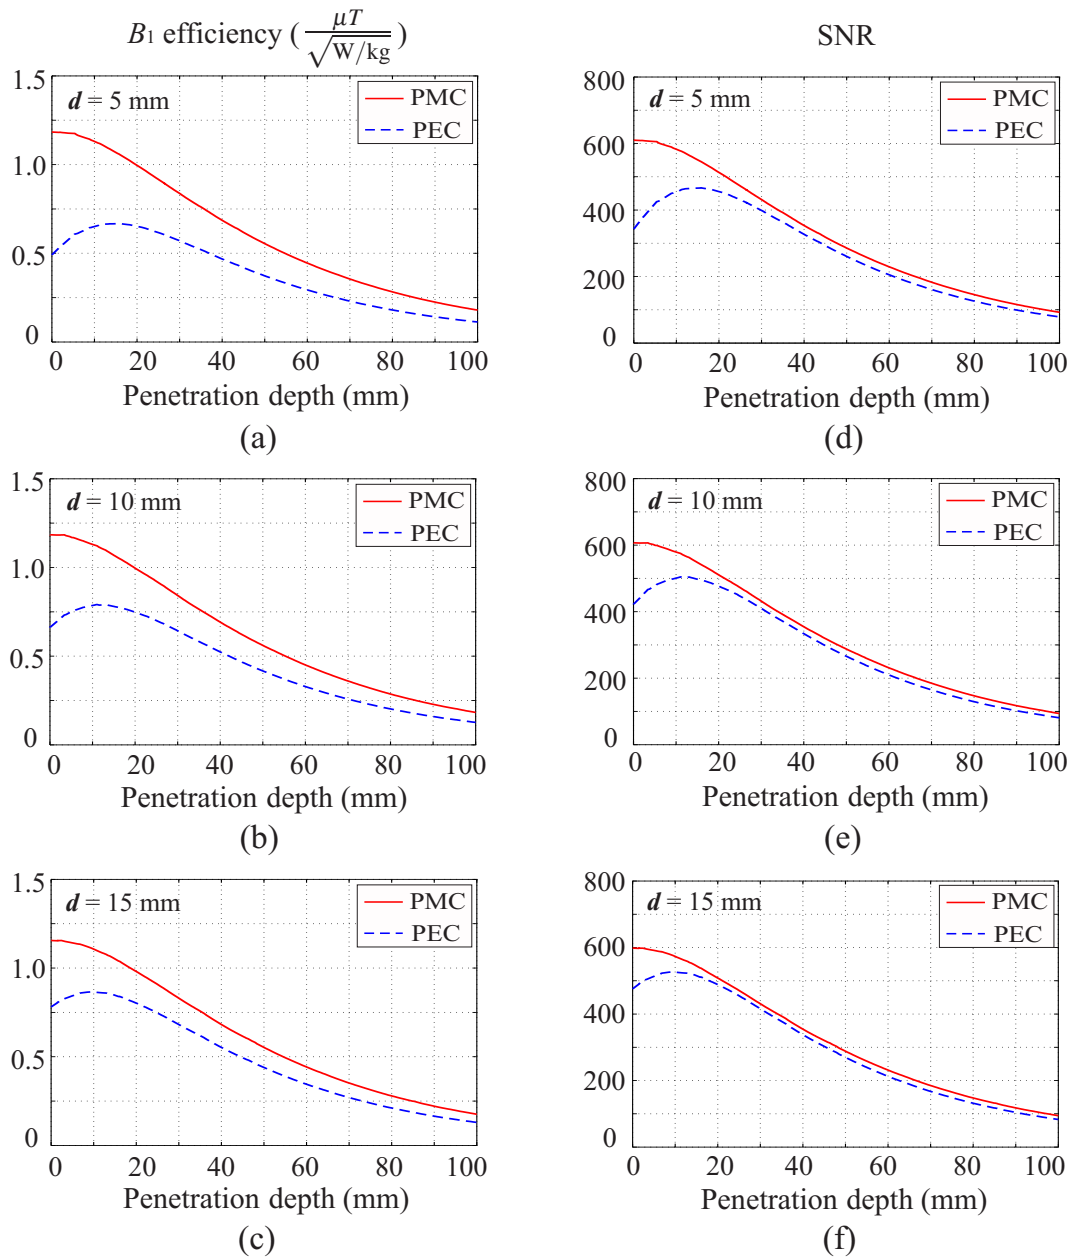 B1 efficiency ( μT / √W/kg )
SNR
1.5
1.0
0.5
0
d = 5 mm
PMC
PEC
0 20 40 60 80 100
Penetration depth (mm)
(a)
800
600
400
200
0
d = 5 mm
PMC
PEC
0 20 40 60 80 100
Penetration depth (mm)
(d)
1.5
1.0
0.5
0
d = 10 mm
PMC
PEC
0 20 40 60 80 100
Penetration depth (mm)
(b)
800
600
400
200
0
d = 10 mm
PMC
PEC
0 20 40 60 80 100
Penetration depth (mm)
(e)
1.5
1.0
0.5
0
d = 15 mm
PMC
PEC
0 20 40 60 80 100
Penetration depth (mm)
(c)
800
600
400
200
0
d = 15 mm
PMC
PEC
0 20 40 60 80 100
Penetration depth (mm)
(f)